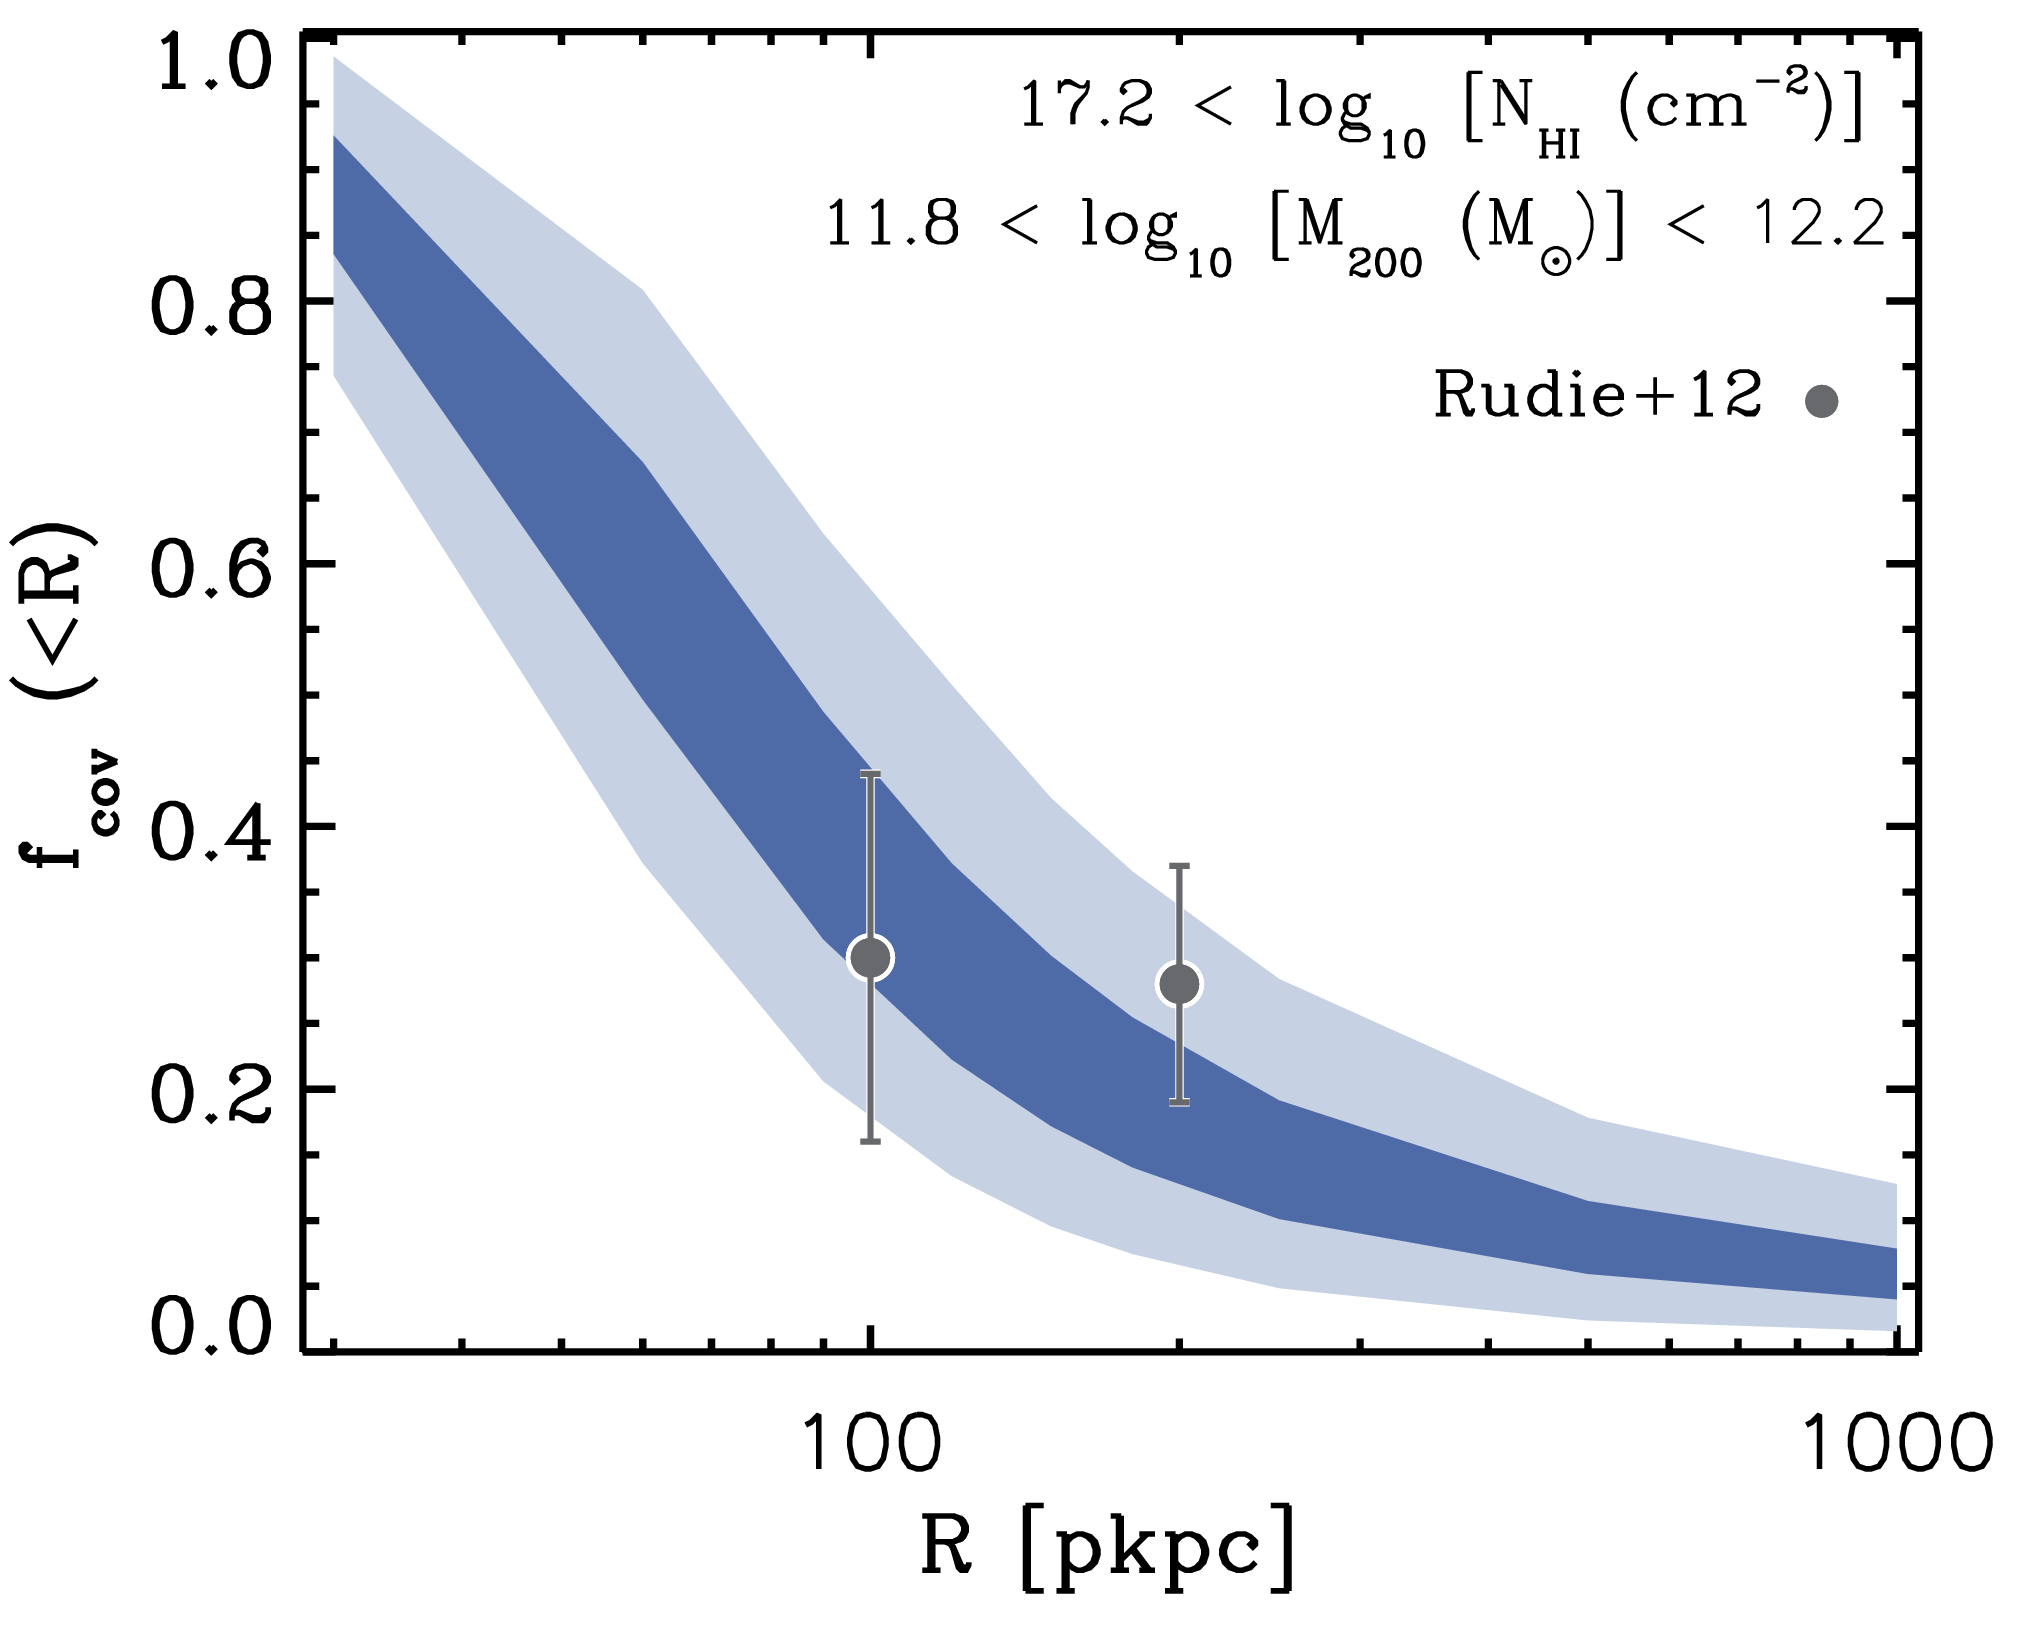 1.0
0.8
0.6
0.4
0.2
0.0
f_cov (<R)
17.2 < log₁₀ [N_HI (cm⁻²)]
11.8 < log₁₀ [M₂₀₀ (M_⊙)] < 12.2
Rudie+12
100
1000
R [pkpc]